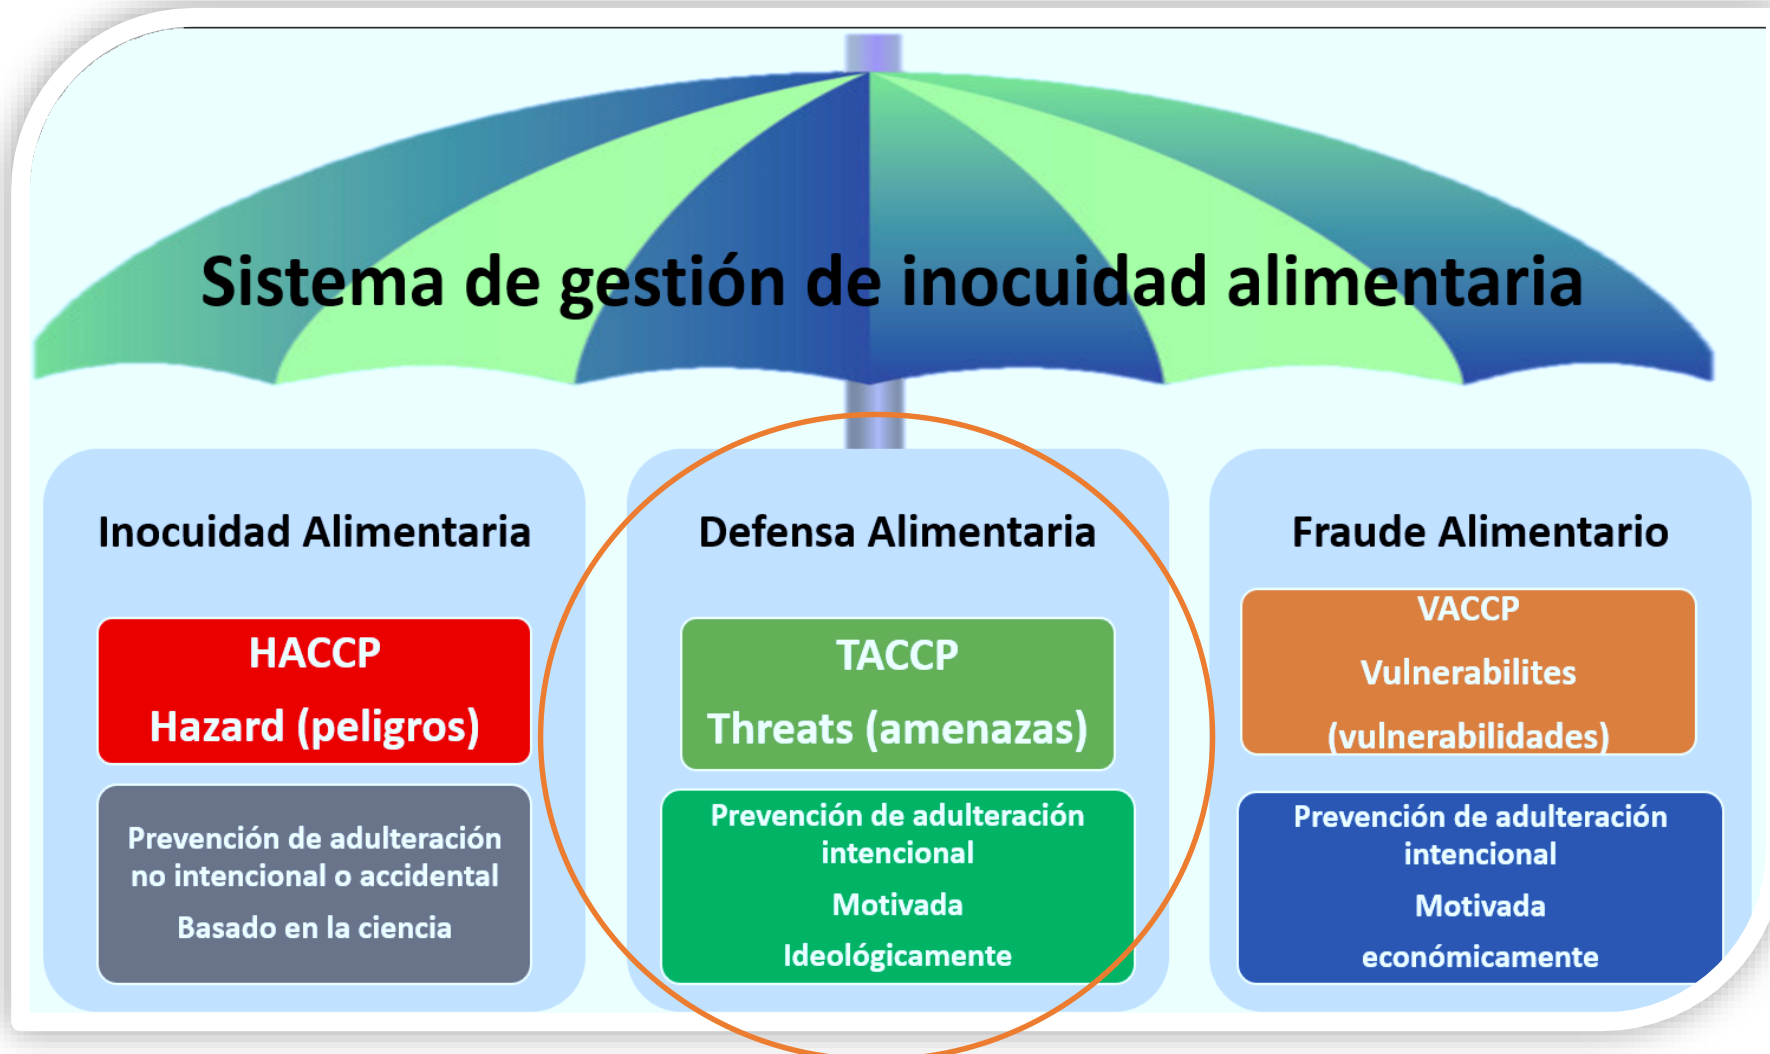 Sistema de gestión de inocuidad alimentaria
Inocuidad Alimentaria
HACCP
Hazard (peligros)
Prevención de adulteración
no intencional o accidental
Basado en la ciencia
Defensa Alimentaria
TACCP
Threats (amenazas)
Prevención de adulteración
intencional
Motivada
Ideológicamente
Fraude Alimentario
VACCP
Vulnerabilites
(vulnerabilidades)
Prevención de adulteración
intencional
Motivada
económicamente